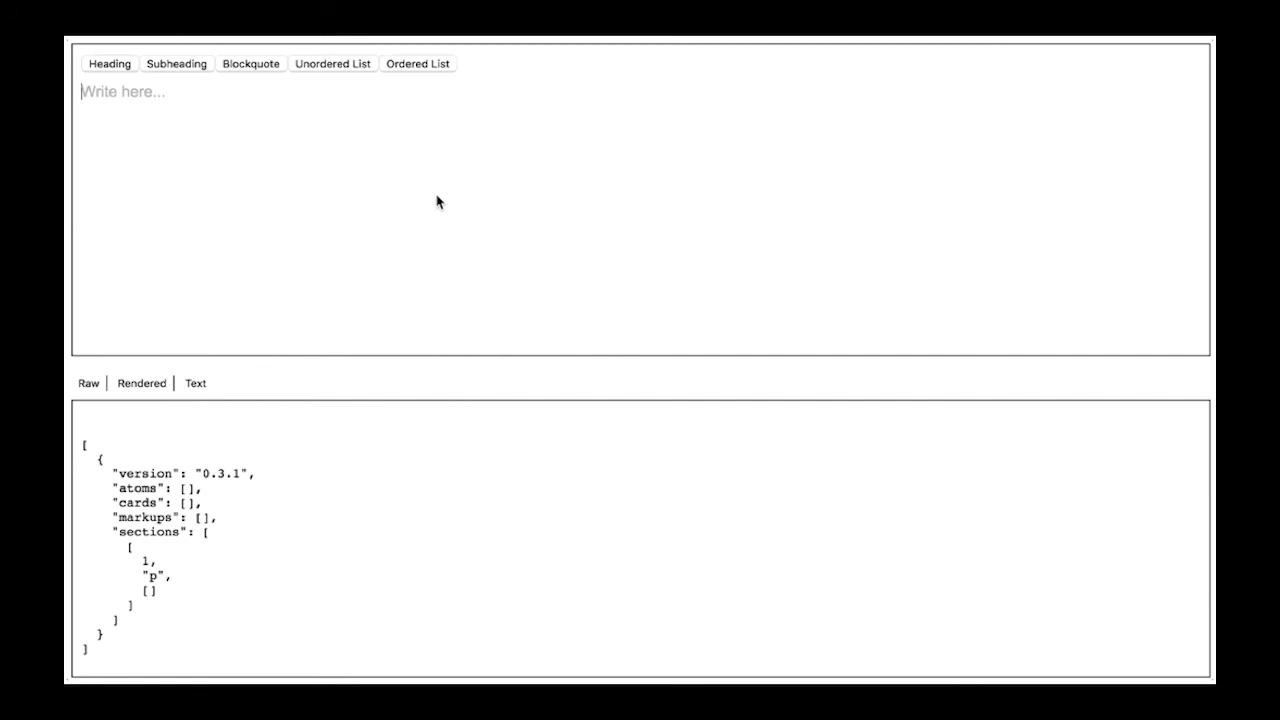 Heading Subheading Blockquote Unordered List Ordered List
Write here...
Raw | Rendered | Text
[
  {
    "version": "0.3.1",
    "atoms": [],
    "cards": [],
    "markups": [],
    "sections": [
      [
        1,
        "p",
        []
      ]
    ]
  }
]